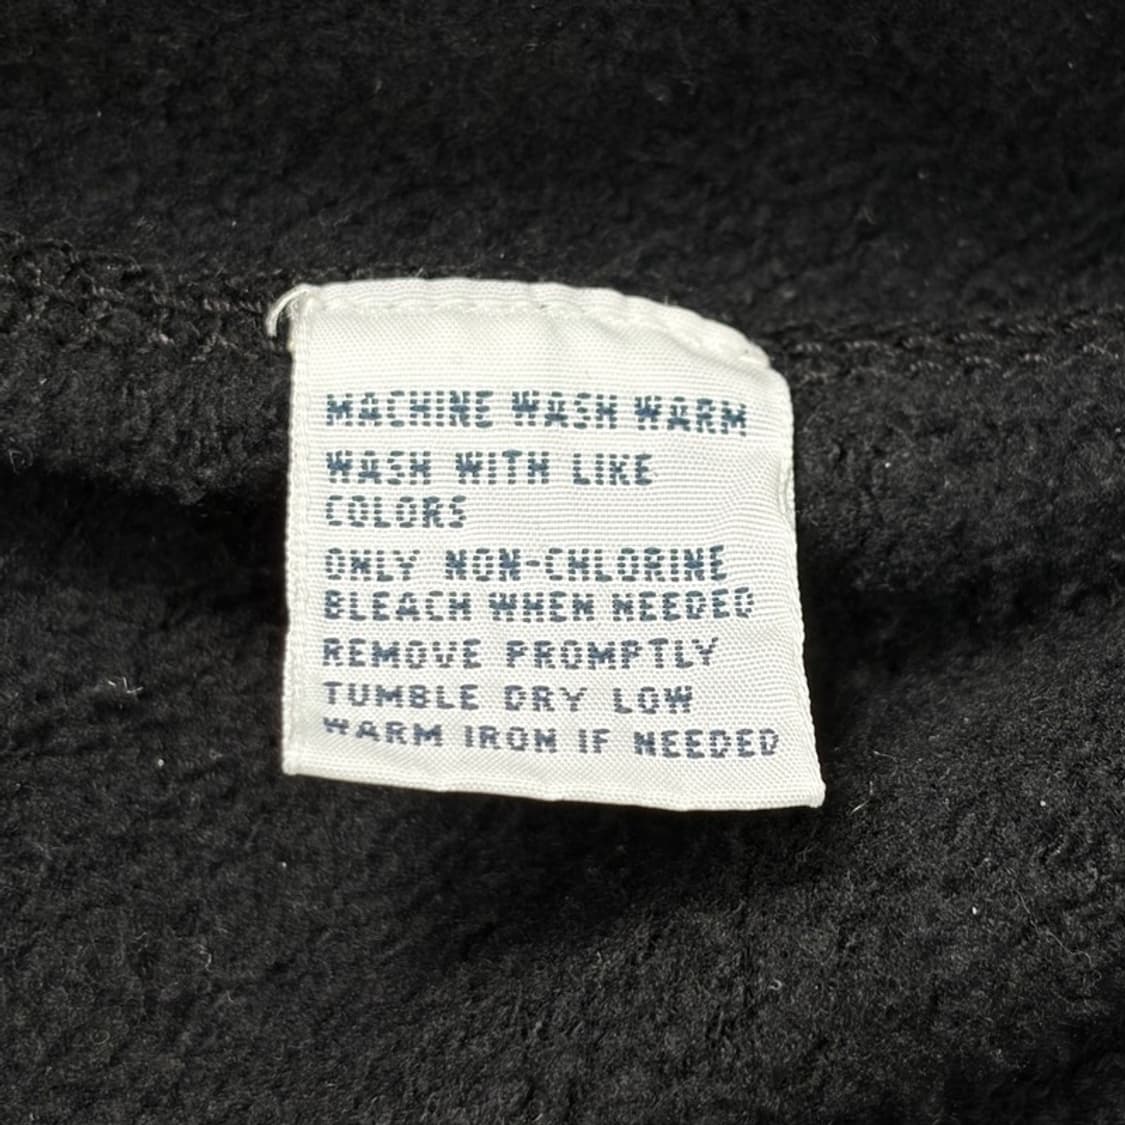 MACHINE WASH WARM
WASH WITH LIKE
COLORS
ONLY NON-CHLORINE
BLEACH WHEN NEEDED
REMOVE PROMPTLY
TUMBLE DRY LOW
WARM IRON IF NEEDED